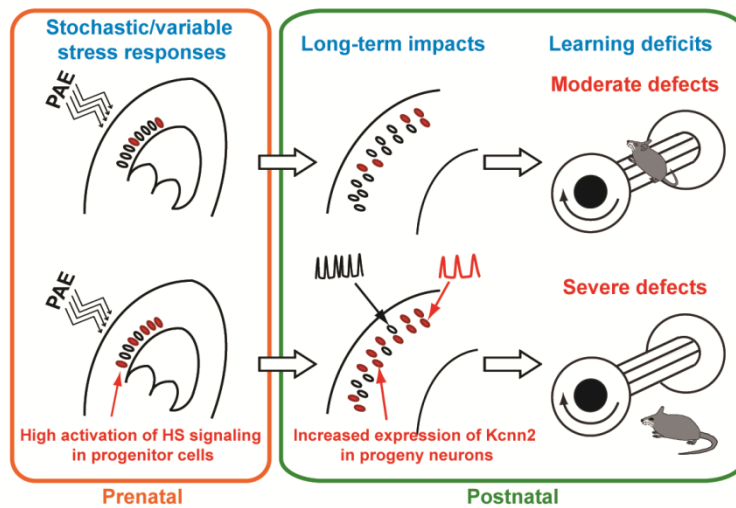 Stochastic/variable
stress responses
Long-term impacts
Learning deficits
Moderate defects
PAE
PAE
Severe defects
High activation of HS signaling
in progenitor cells
Increased expression of Kcnn2
in progeny neurons
Prenatal
Postnatal